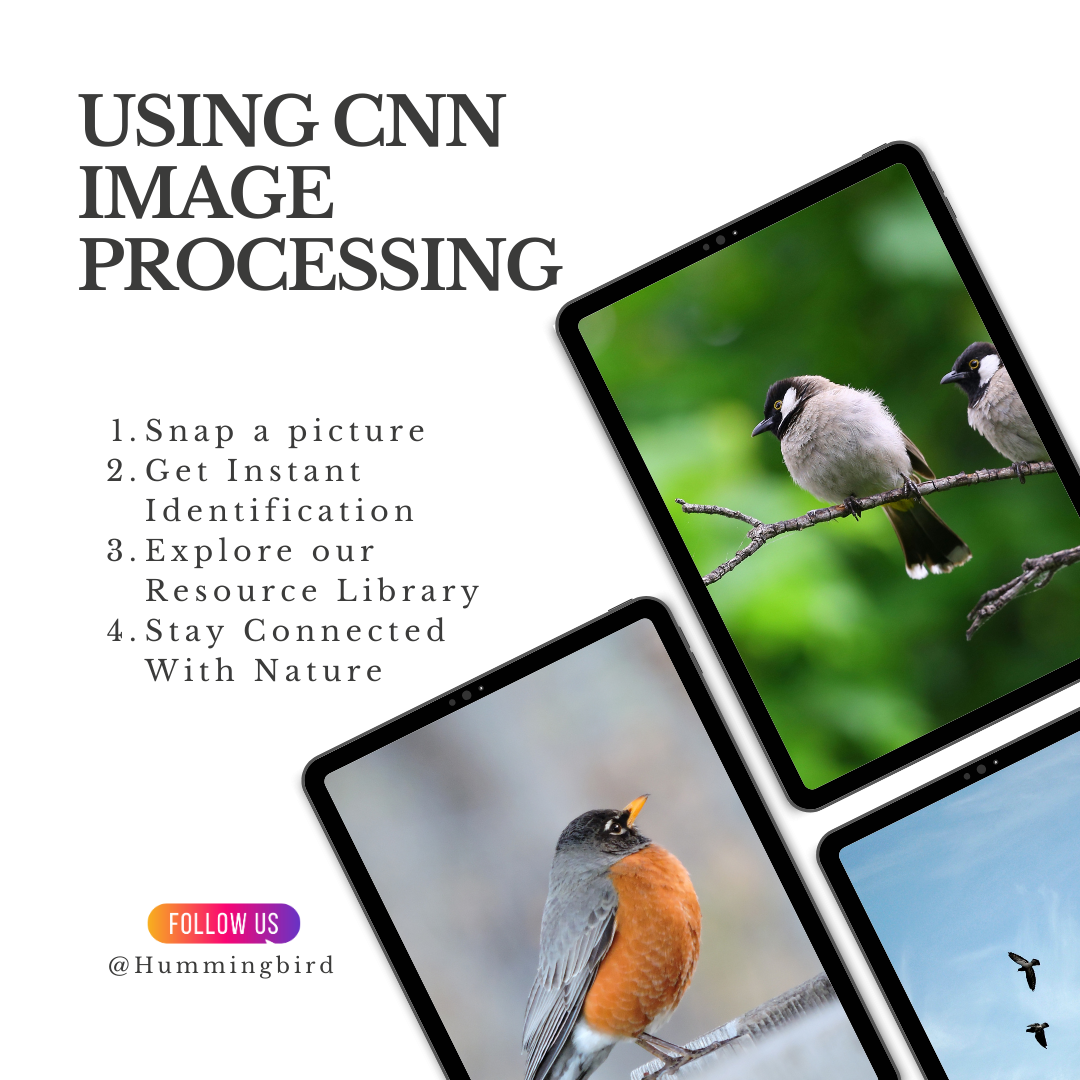 USING CNN
IMAGE
PROCESSING
1. Snap a picture
2. Get Instant
Identification
3. Explore our
Resource Library
4. Stay Connected
With Nature
FOLLOW US
@Hummingbird